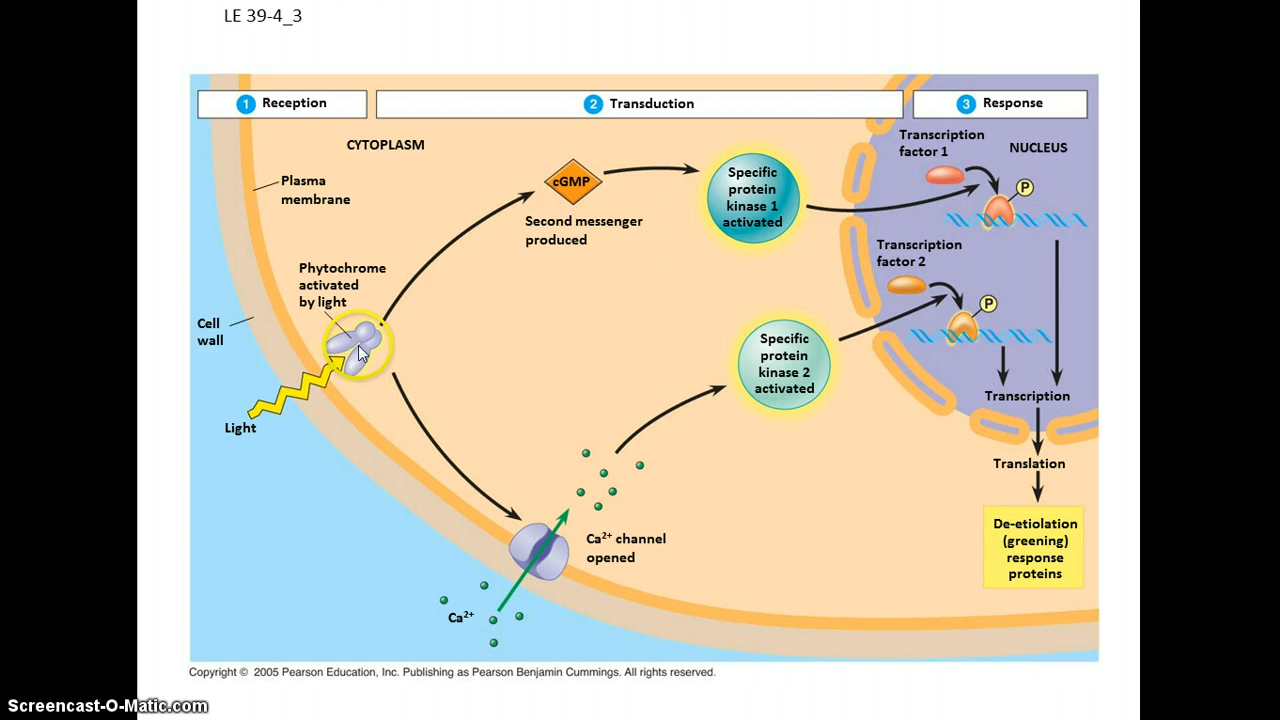 LE 39-4_3
1 Reception
2 Transduction
3 Response
CYTOPLASM
Plasma
membrane
Phytochrome
activated
by light
Cell
wall
Light
cGMP
Second messenger
produced
Specific
protein
kinase 1
activated
Specific
protein
kinase 2
activated
Ca²⁺ channel
opened
Ca²⁺
Transcription
factor 1
NUCLEUS
P
Transcription
factor 2
P
Transcription
Translation
De-etiolation
(greening)
response
proteins
Copyright © 2005 Pearson Education, Inc. Publishing as Pearson Benjamin Cummings. All rights reserved.
Screencast-O-Matic.com